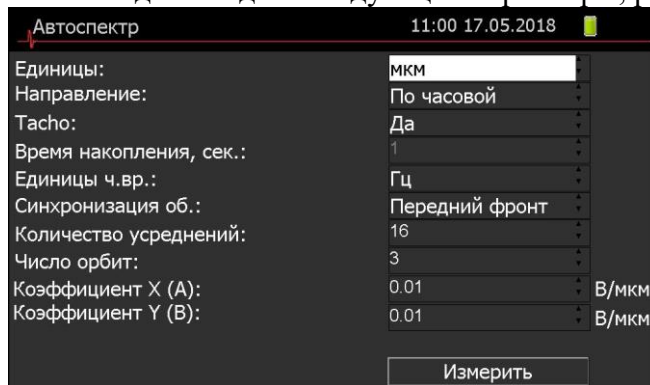 Автоспектр 11:00 17.05.2018
Единицы: мкм
Направление: По часовой
Tacho: Да
Время накопления, сек.: 1
Единицы ч.вр.: Гц
Синхронизация об.: Передний фронт
Количество усреднений: 16
Число орбит: 3
Коэффициент X (A): 0.01 В/мкм
Коэффициент Y (B): 0.01 В/мкм
Измерить